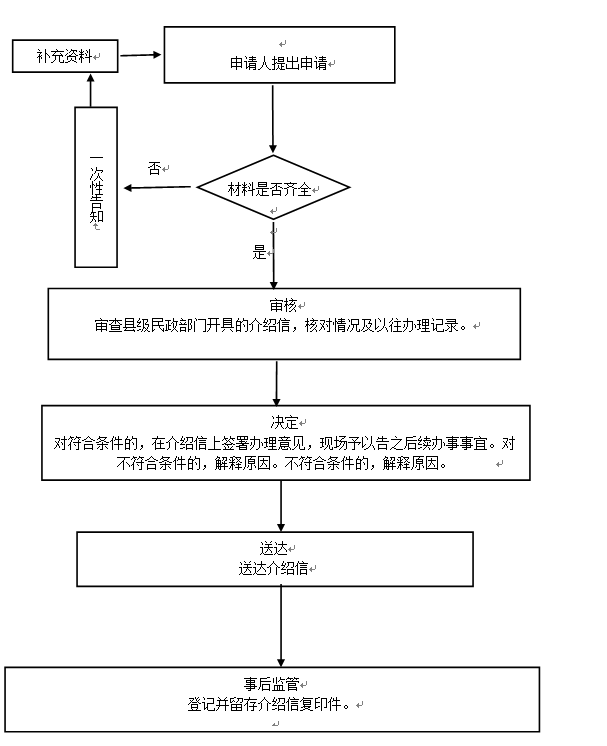 补充资料
申请人提出申请
一次性告知
否
材料是否齐全
是
审核
审查县级民政部门开具的介绍信，核对情况及以往办理记录。
决定
对符合条件的，在介绍信上签署办理意见，现场予以告之后续办事事宜。对
不符合条件的，解释原因。不符合条件的，解释原因。
送达
送达介绍信
事后监管
登记并留存介绍信复印件。